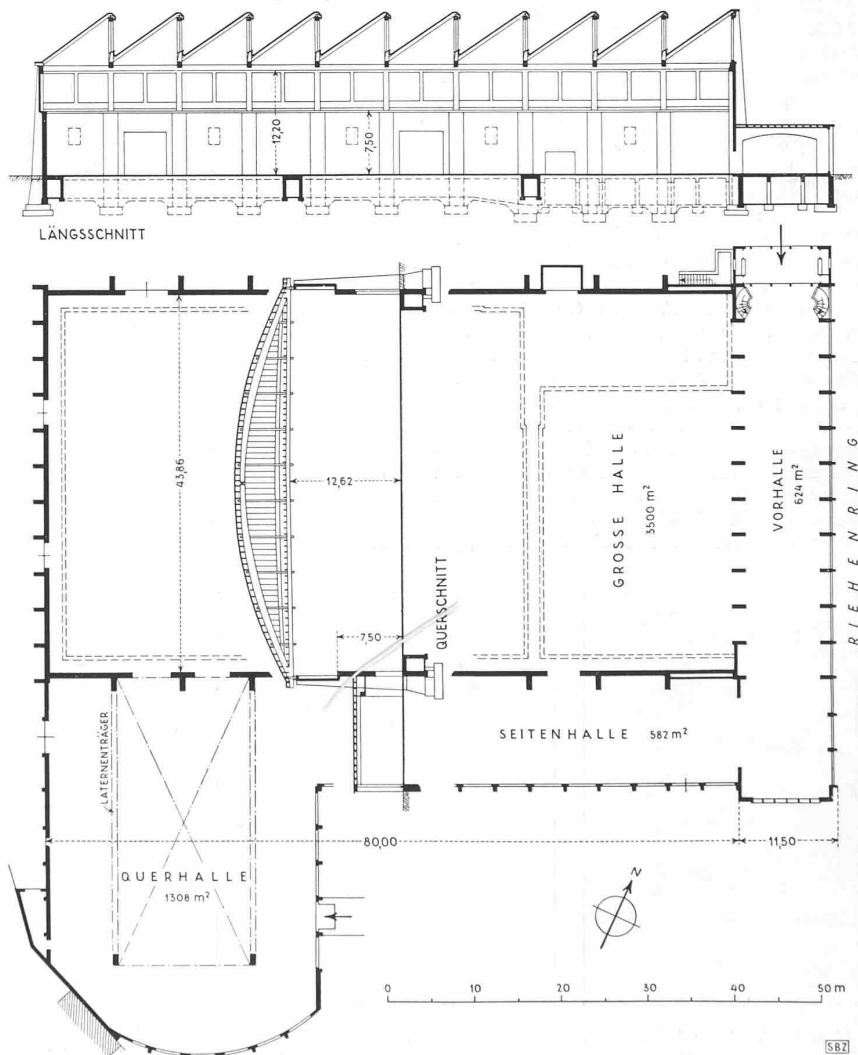 12,20
7,50
LÄNGSSCHNITT
43,86
12,62
7,50
QUERSCHNITT
GROSSE HALLE
3500 m²
VORHALLE
624 m²
RIEHENRING
SEITENHALLE 582 m²
LATERNENTRÄGER
80,00
11,50
QUERHALLE
1308 m²
N
0 10 20 30 40 50 m
SBZ